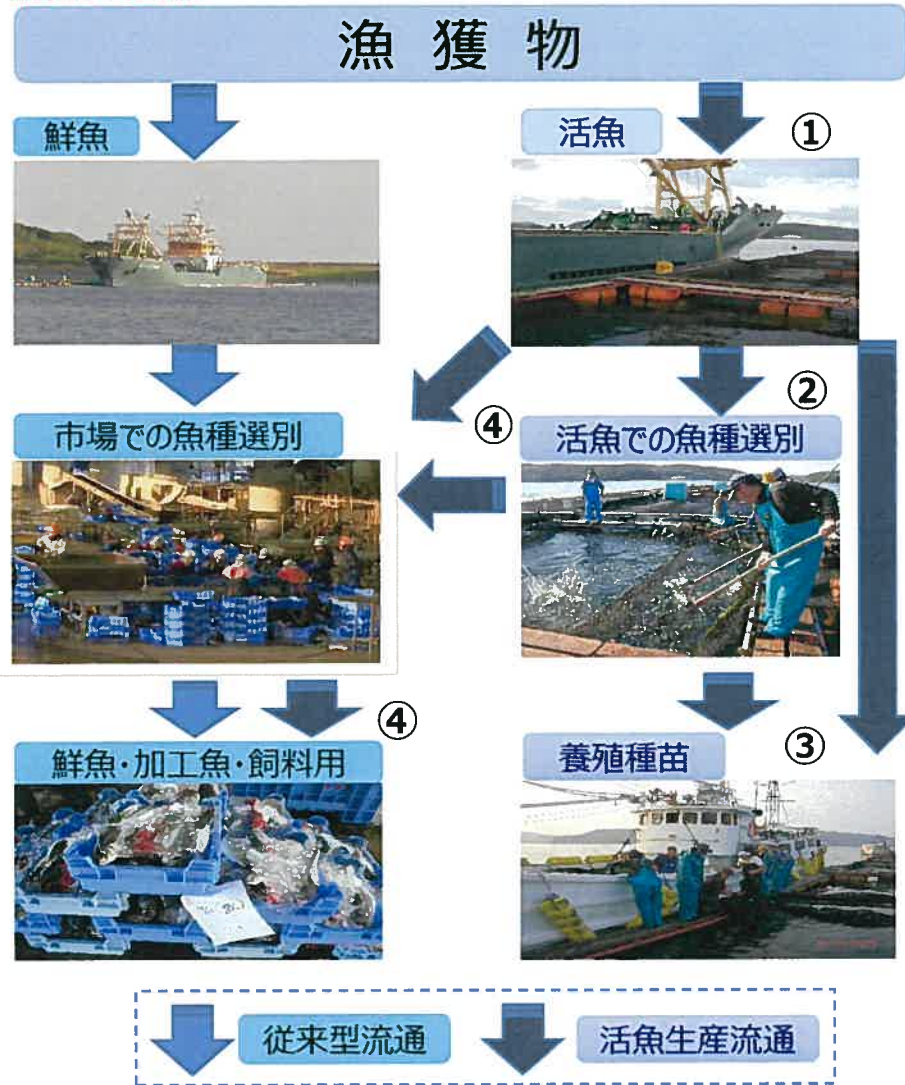 漁 獲 物
鮮魚
活魚
①
②
市場での魚種選別
④
活魚での魚種選別
④
③
鮮魚・加工魚・飼料用
養殖種苗
従来型流通
活魚生産流通